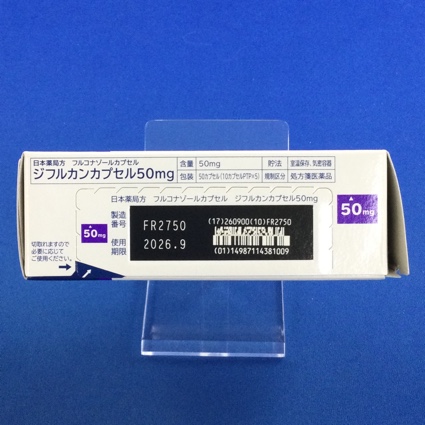 日本薬局方 フルコナゾールカプセル
ジフルカンカプセル50mg
含量 50mg 貯法 室温保存、気密容器
包装 50カプセル(10カプセルPTP×5) 規制区分 処方箋医薬品
日本薬局方 フルコナゾールカプセル ジフルカンカプセル50mg
50mg
50mg
製造番号 FR2750
使用期限 2026.9
(17)260900(10)FR2750
(01)14987114381009
切取れますので
必要に応じて
ご使用ください。